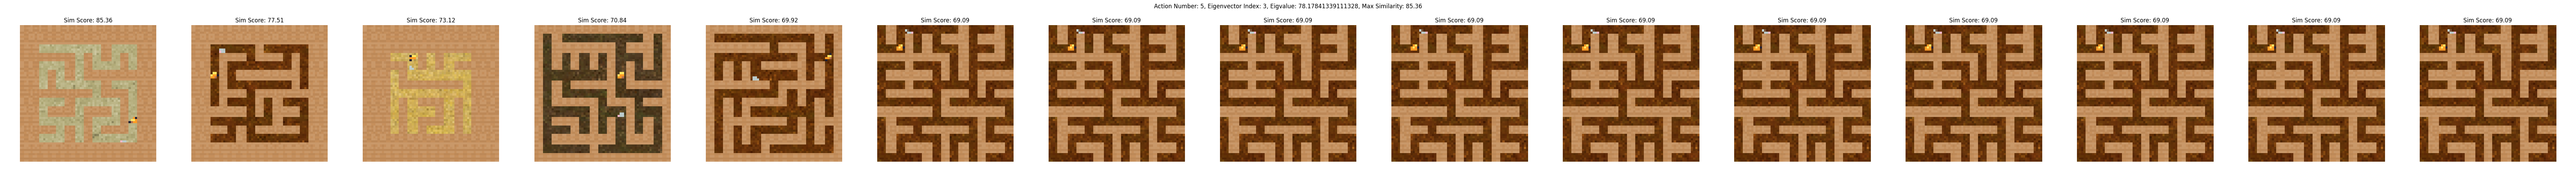 Action Number: 5, Eigenvector Index: 3, Eigvalue: 78.17841339111328, Max Similarity: 85.36
Sim Score: 85.36
Sim Score: 77.51
Sim Score: 73.12
Sim Score: 70.84
Sim Score: 69.92
Sim Score: 69.09
Sim Score: 69.09
Sim Score: 69.09
Sim Score: 69.09
Sim Score: 69.09
Sim Score: 69.09
Sim Score: 69.09
Sim Score: 69.09
Sim Score: 69.09
Sim Score: 69.09